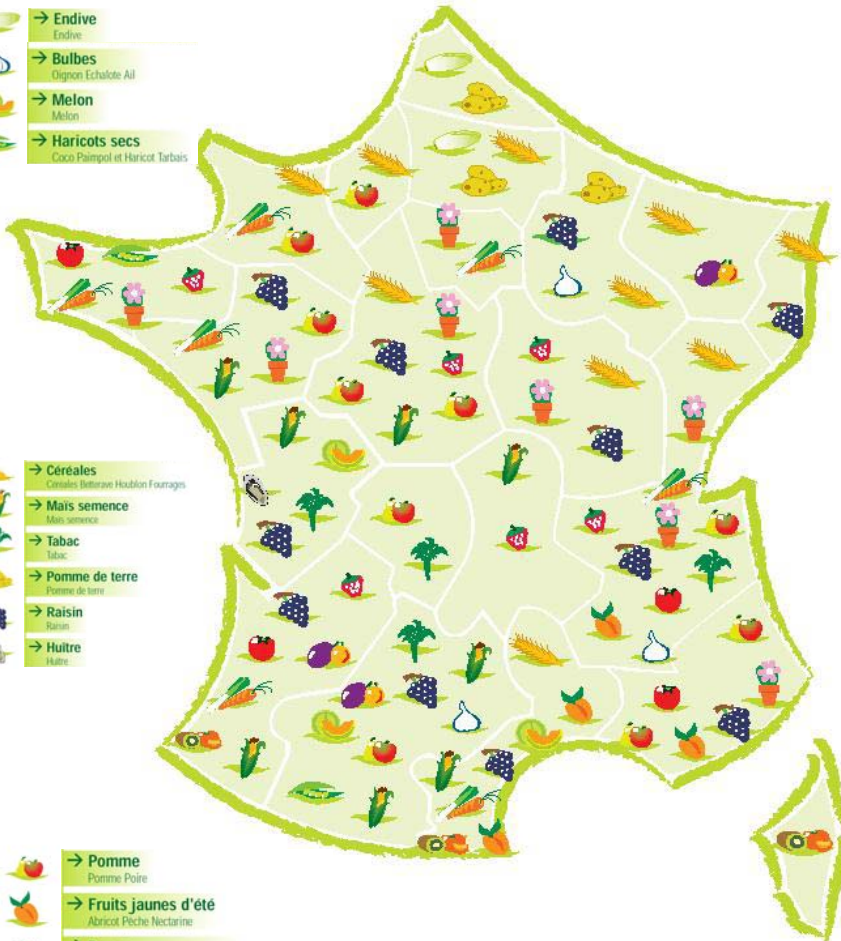 → Endive
Endive
→ Bulbes
Oignon Echalote Ail
→ Melon
Melon
→ Haricots secs
Coco Paimpol et Haricot Tarbais
→ Céréales
Céréales Betterave Houblon Fourrages
→ Maïs semence
Maïs semence
→ Tabac
Tabac
→ Pomme de terre
Pomme de terre
→ Raisin
Raisin
→ Huître
Huître
→ Pomme
Pomme Poire
→ Fruits jaunes d'été
Abricot Pêche Nectarine